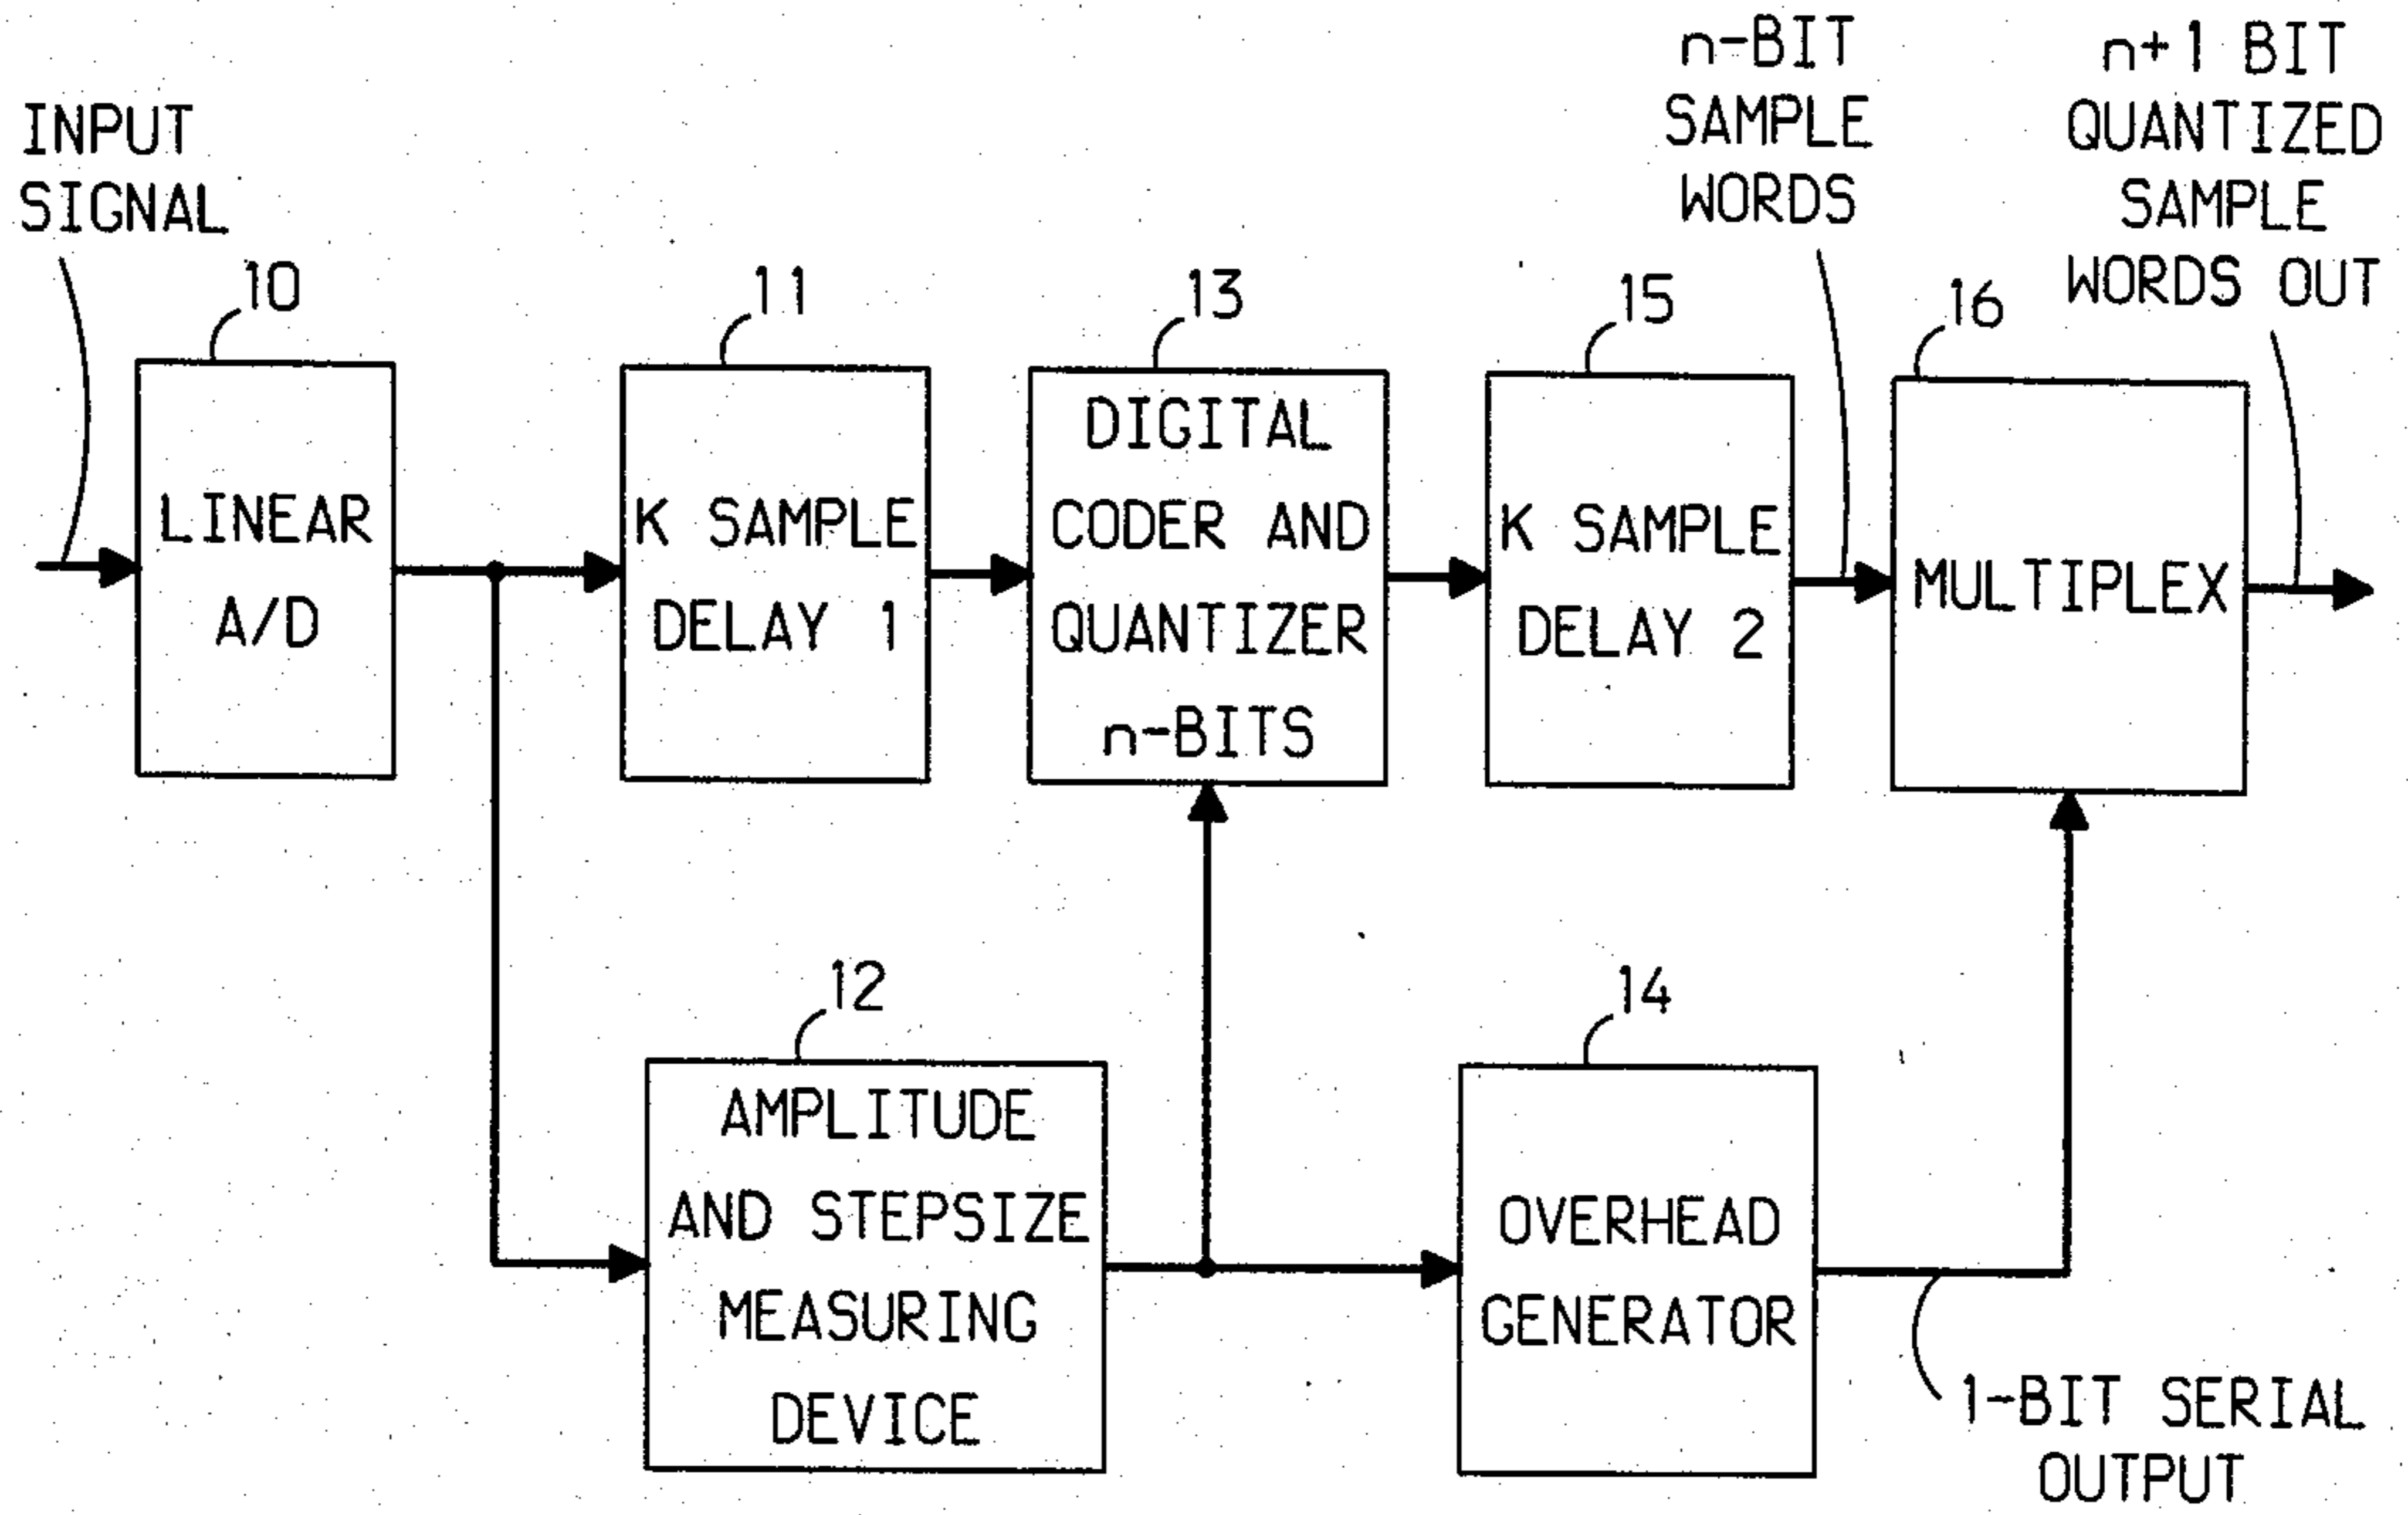 INPUT
SIGNAL
n-BIT
SAMPLE
WORDS
n+1 BIT
QUANTIZED
SAMPLE
WORDS OUT
10
LINEAR
A/D
11
K SAMPLE
DELAY 1
13
DIGITAL
CODER AND
QUANTIZER
n-BITS
15
K SAMPLE
DELAY 2
16
MULTIPLEX
12
AMPLITUDE
AND STEPSIZE
MEASURING
DEVICE
14
OVERHEAD
GENERATOR
1-BIT SERIAL
OUTPUT